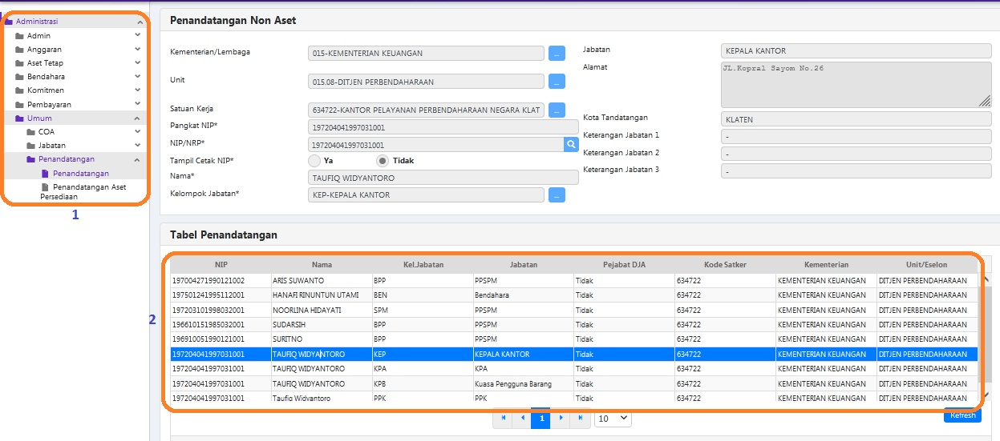 Administrasi
Admin
Anggaran
Aset Tetap
Bendahara
Komitmen
Pembayaran
Umum
COA
Jabatan
Penandatangan
Penandatangan
Penandatangan Aset
Persediaan
1
Penandatangan Non Aset
Kementerian/Lembaga 015-KEMENTERIAN KEUANGAN ...
Unit 015.08-DITJEN PERBENDAHARAAN ...
Satuan Kerja 634722-KANTOR PELAYANAN PERBENDAHARAAN NEGARA KLAT ...
Pangkat NIP* 197204041997031001
NIP/NRP* 197204041997031001
Tampil Cetak NIP* Ya Tidak
Nama* TAUFIQ WIDYANTORO
Kelompok Jabatan* KEP-KEPALA KANTOR ...
Jabatan KEPALA KANTOR
Alamat JL.Kopral Sayom No.26
Kota Tandatangan KLATEN
Keterangan Jabatan 1 -
Keterangan Jabatan 2 -
Keterangan Jabatan 3 -
Tabel Penandatangan
NIP Nama Kel.Jabatan Jabatan Pejabat DJA Kode Satker Kementerian Unit/Eselon
197004271990121002 ARIS SUWANTO BPP PPSPM Tidak 634722 KEMENTERIAN KEUANGAN DITJEN PERBENDAHARAAN
197501241995112001 HANAFI RINUNTUN UTAMI BEN Bendahara Tidak 634722 KEMENTERIAN KEUANGAN DITJEN PERBENDAHARAAN
197203101998032001 NOORLINA HIDAYATI SPM PPSPM Tidak 634722 KEMENTERIAN KEUANGAN DITJEN PERBENDAHARAAN
196610151985032001 SUDARSIH BPP PPSPM Tidak 634722 KEMENTERIAN KEUANGAN DITJEN PERBENDAHARAAN
196910051990121001 SURITNO BPP PPSPM Tidak 634722 KEMENTERIAN KEUANGAN DITJEN PERBENDAHARAAN
197204041997031001 TAUFIQ WIDYANTORO KEP KEPALA KANTOR Tidak 634722 KEMENTERIAN KEUANGAN DITJEN PERBENDAHARAAN
197204041997031001 TAUFIQ WIDYANTORO KPA KPA Tidak 634722 KEMENTERIAN KEUANGAN DITJEN PERBENDAHARAAN
197204041997031001 TAUFIQ WIDYANTORO KPB Kuasa Pengguna Barang Tidak 634722 KEMENTERIAN KEUANGAN DITJEN PERBENDAHARAAN
197204041997031001 Taufiq Widyantoro PPK PPK Tidak 634722 KEMENTERIAN KEUANGAN DITJEN PERBENDAHARAAN
2
1 10 Refresh